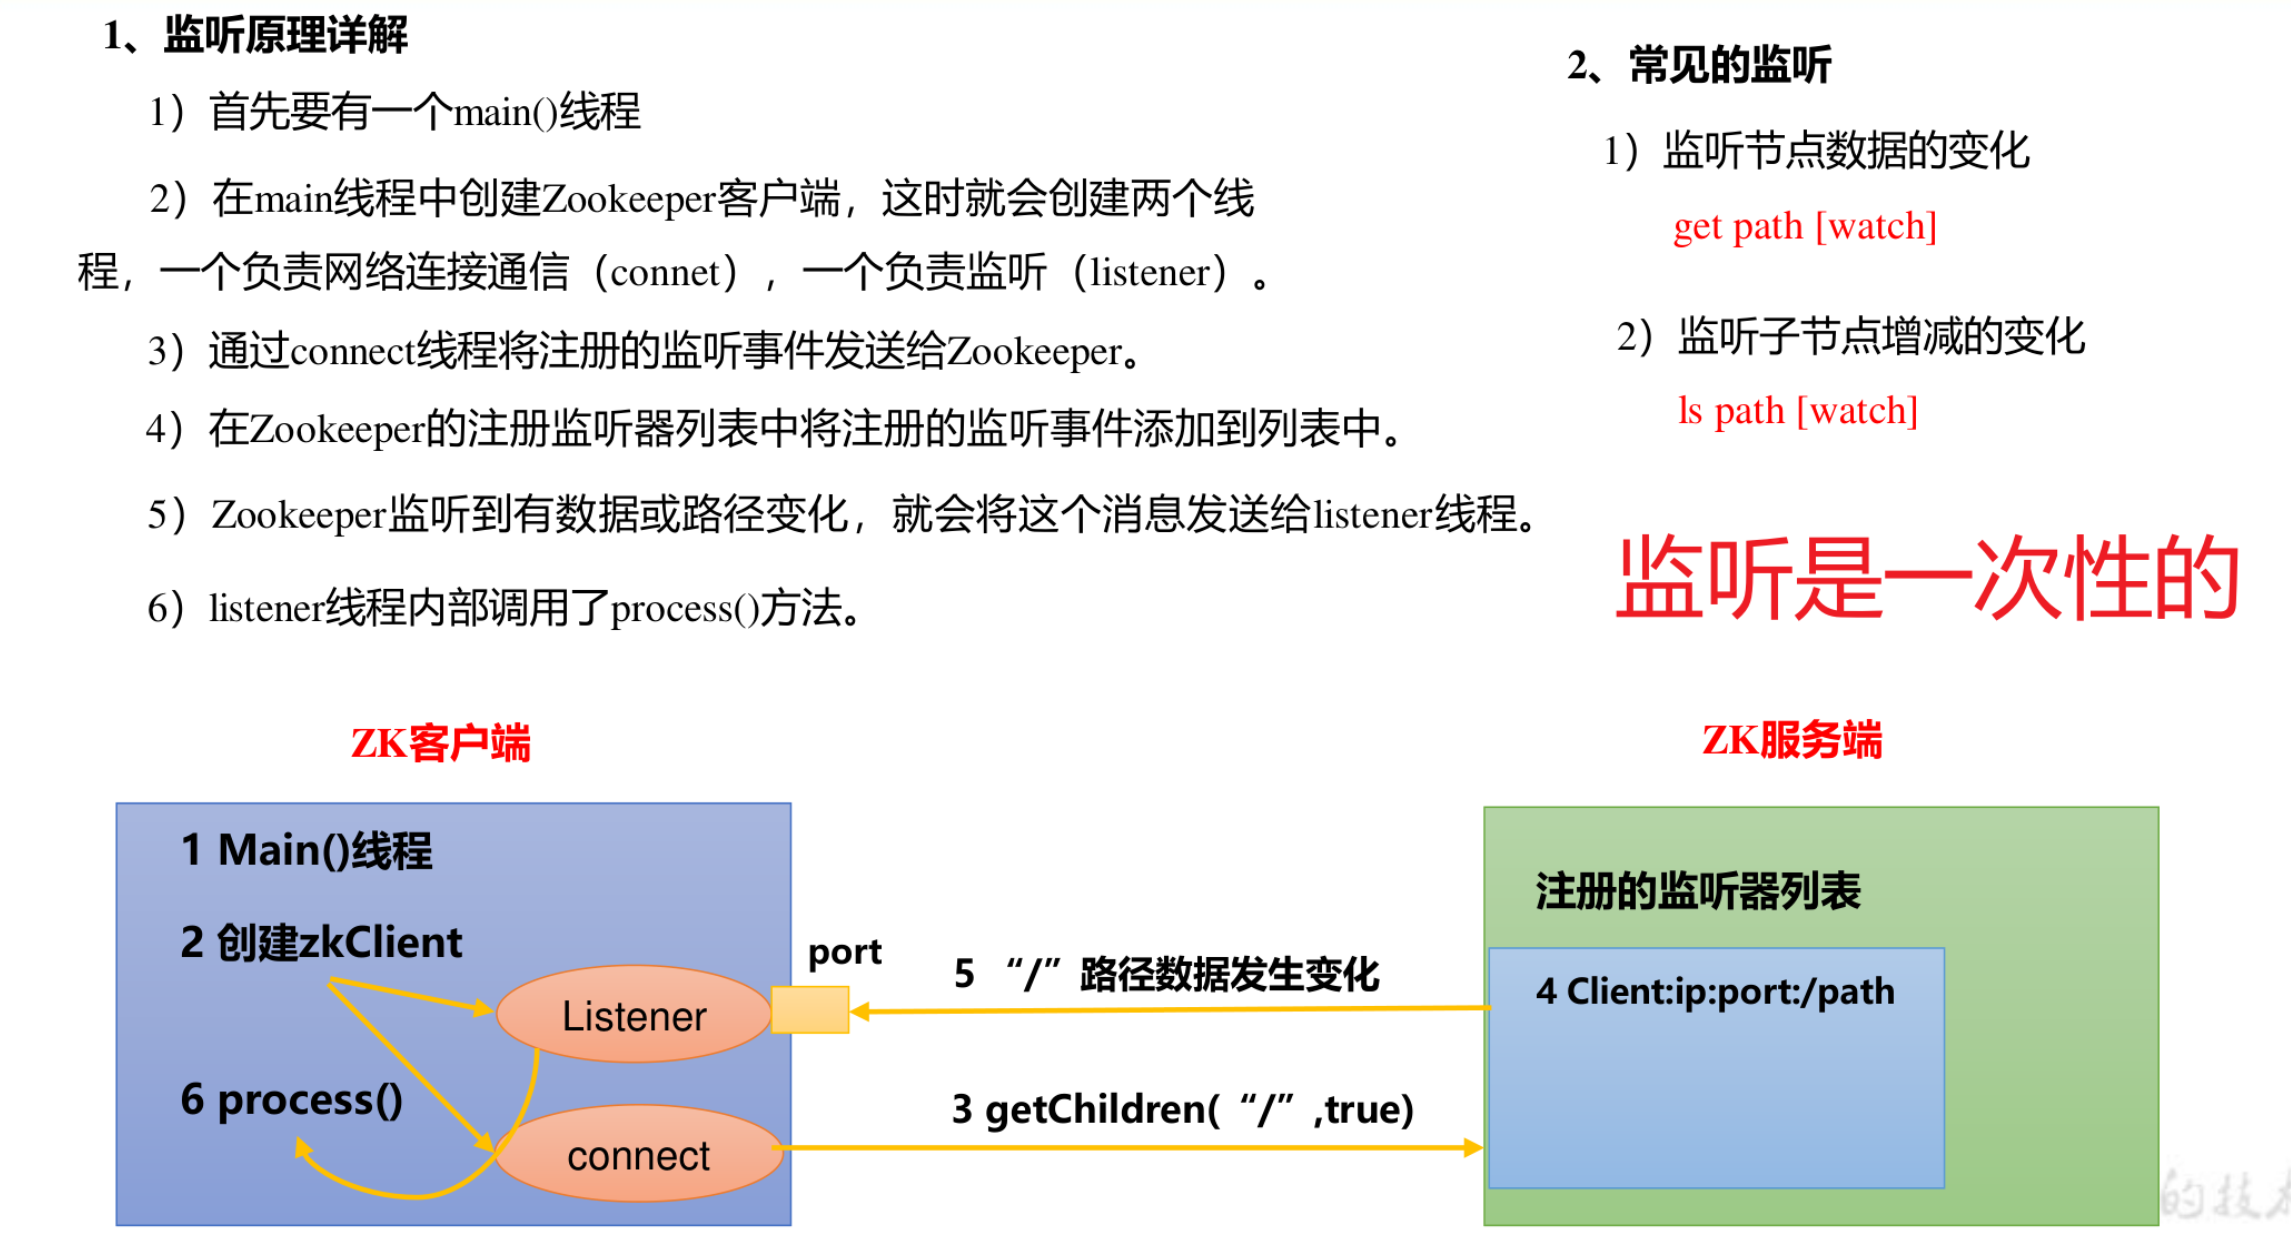 1、监听原理详解
1）首先要有一个main()线程
2）在main线程中创建Zookeeper客户端，这时就会创建两个线
程，一个负责网络连接通信（connet），一个负责监听（listener）。
3）通过connect线程将注册的监听事件发送给Zookeeper。
4）在Zookeeper的注册监听器列表中将注册的监听事件添加到列表中。
5）Zookeeper监听到有数据或路径变化，就会将这个消息发送给listener线程。
6）listener线程内部调用了process()方法。
2、常见的监听
1）监听节点数据的变化
get path [watch]
2）监听子节点增减的变化
ls path [watch]
监听是一次性的
ZK客户端
1 Main()线程
2 创建zkClient
Listener
6 process()
connect
port
5 “/”路径数据发生变化
3 getChildren(“/”,true)
ZK服务端
注册的监听器列表
4 Client:ip:port:/path
的技